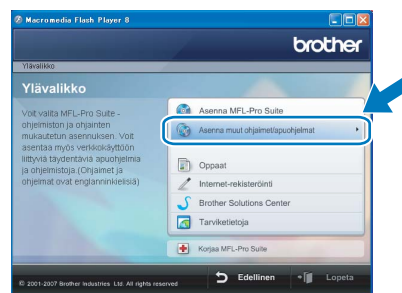 Macromedia Flash Player 8
brother
Ylävalikko
Ylävalikko
Voit valita MFL-Pro Suite -
ohjelmiston ja ohjainten
mukautetun asennuksen. Voit
asentaa myös verkkokäyttöön
liittyviä täydentäviä apuohjelmia
ja ohjelmistoja.(Ohjaimet ja
ohjelmat ovat englanninkielisiä)
Asenna MFL-Pro Suite
Asenna muut ohjaimet/apuohjelmat
Oppaat
Internet-rekisteröinti
Brother Solutions Center
Tarviketietoja
Korjaa MFL-Pro Suite
© 2001-2007 Brother Industries Ltd. All rights reserved
Edellinen
Lopeta